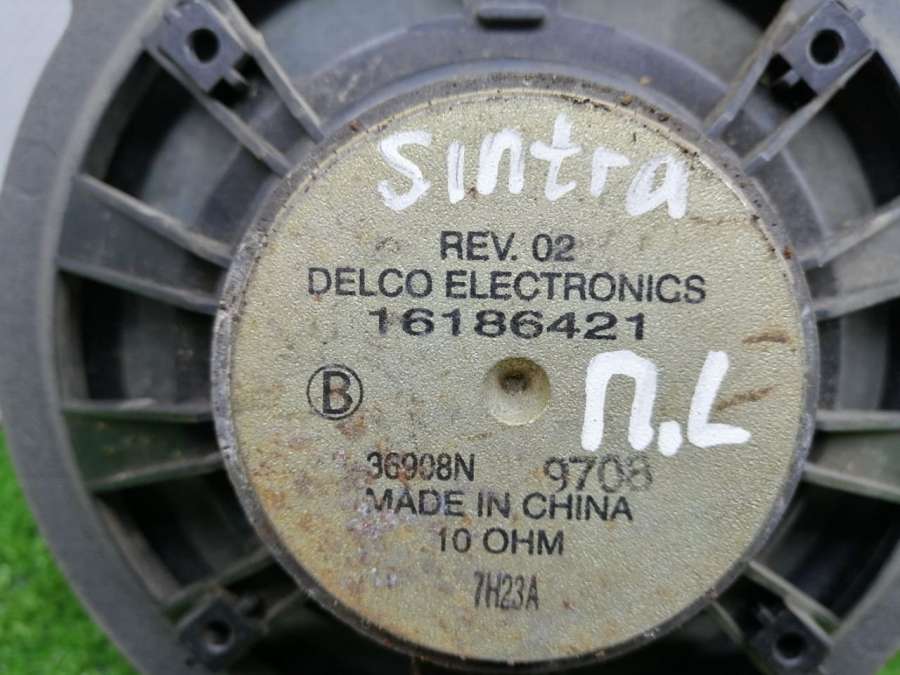 Sintra
REV. 02
DELCO ELECTRONICS
16186421
п.L
B
36908N 9708
MADE IN CHINA
10 OHM
7H23A